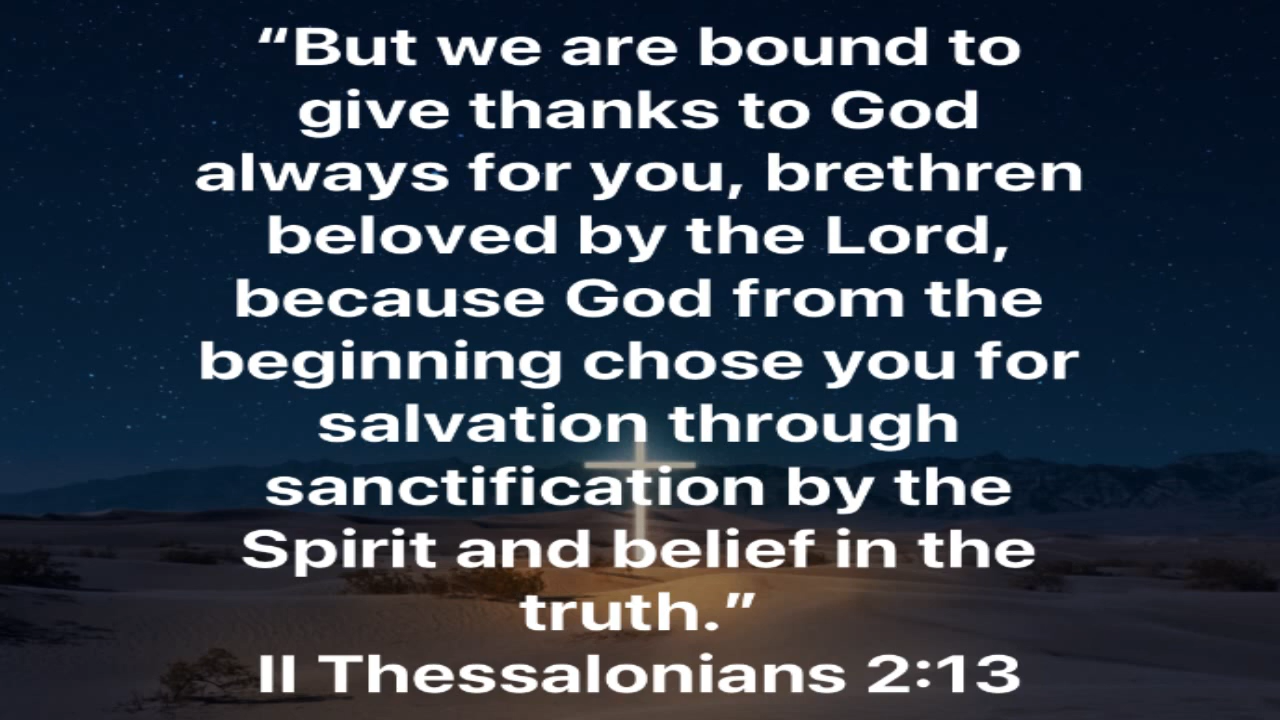 “But we are bound to
give thanks to God
always for you, brethren
beloved by the Lord,
because God from the
beginning chose you for
salvation through
sanctification by the
Spirit and belief in the
truth.”
II Thessalonians 2:13